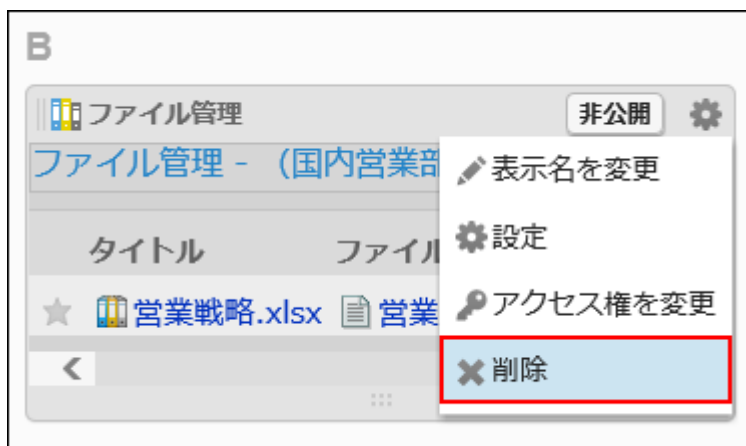 B
ファイル管理 非公開
ファイル管理 - (国内営業部
表示名を変更
設定
タイトル ファイル
アクセス権を変更
営業戦略.xlsx 営業
削除